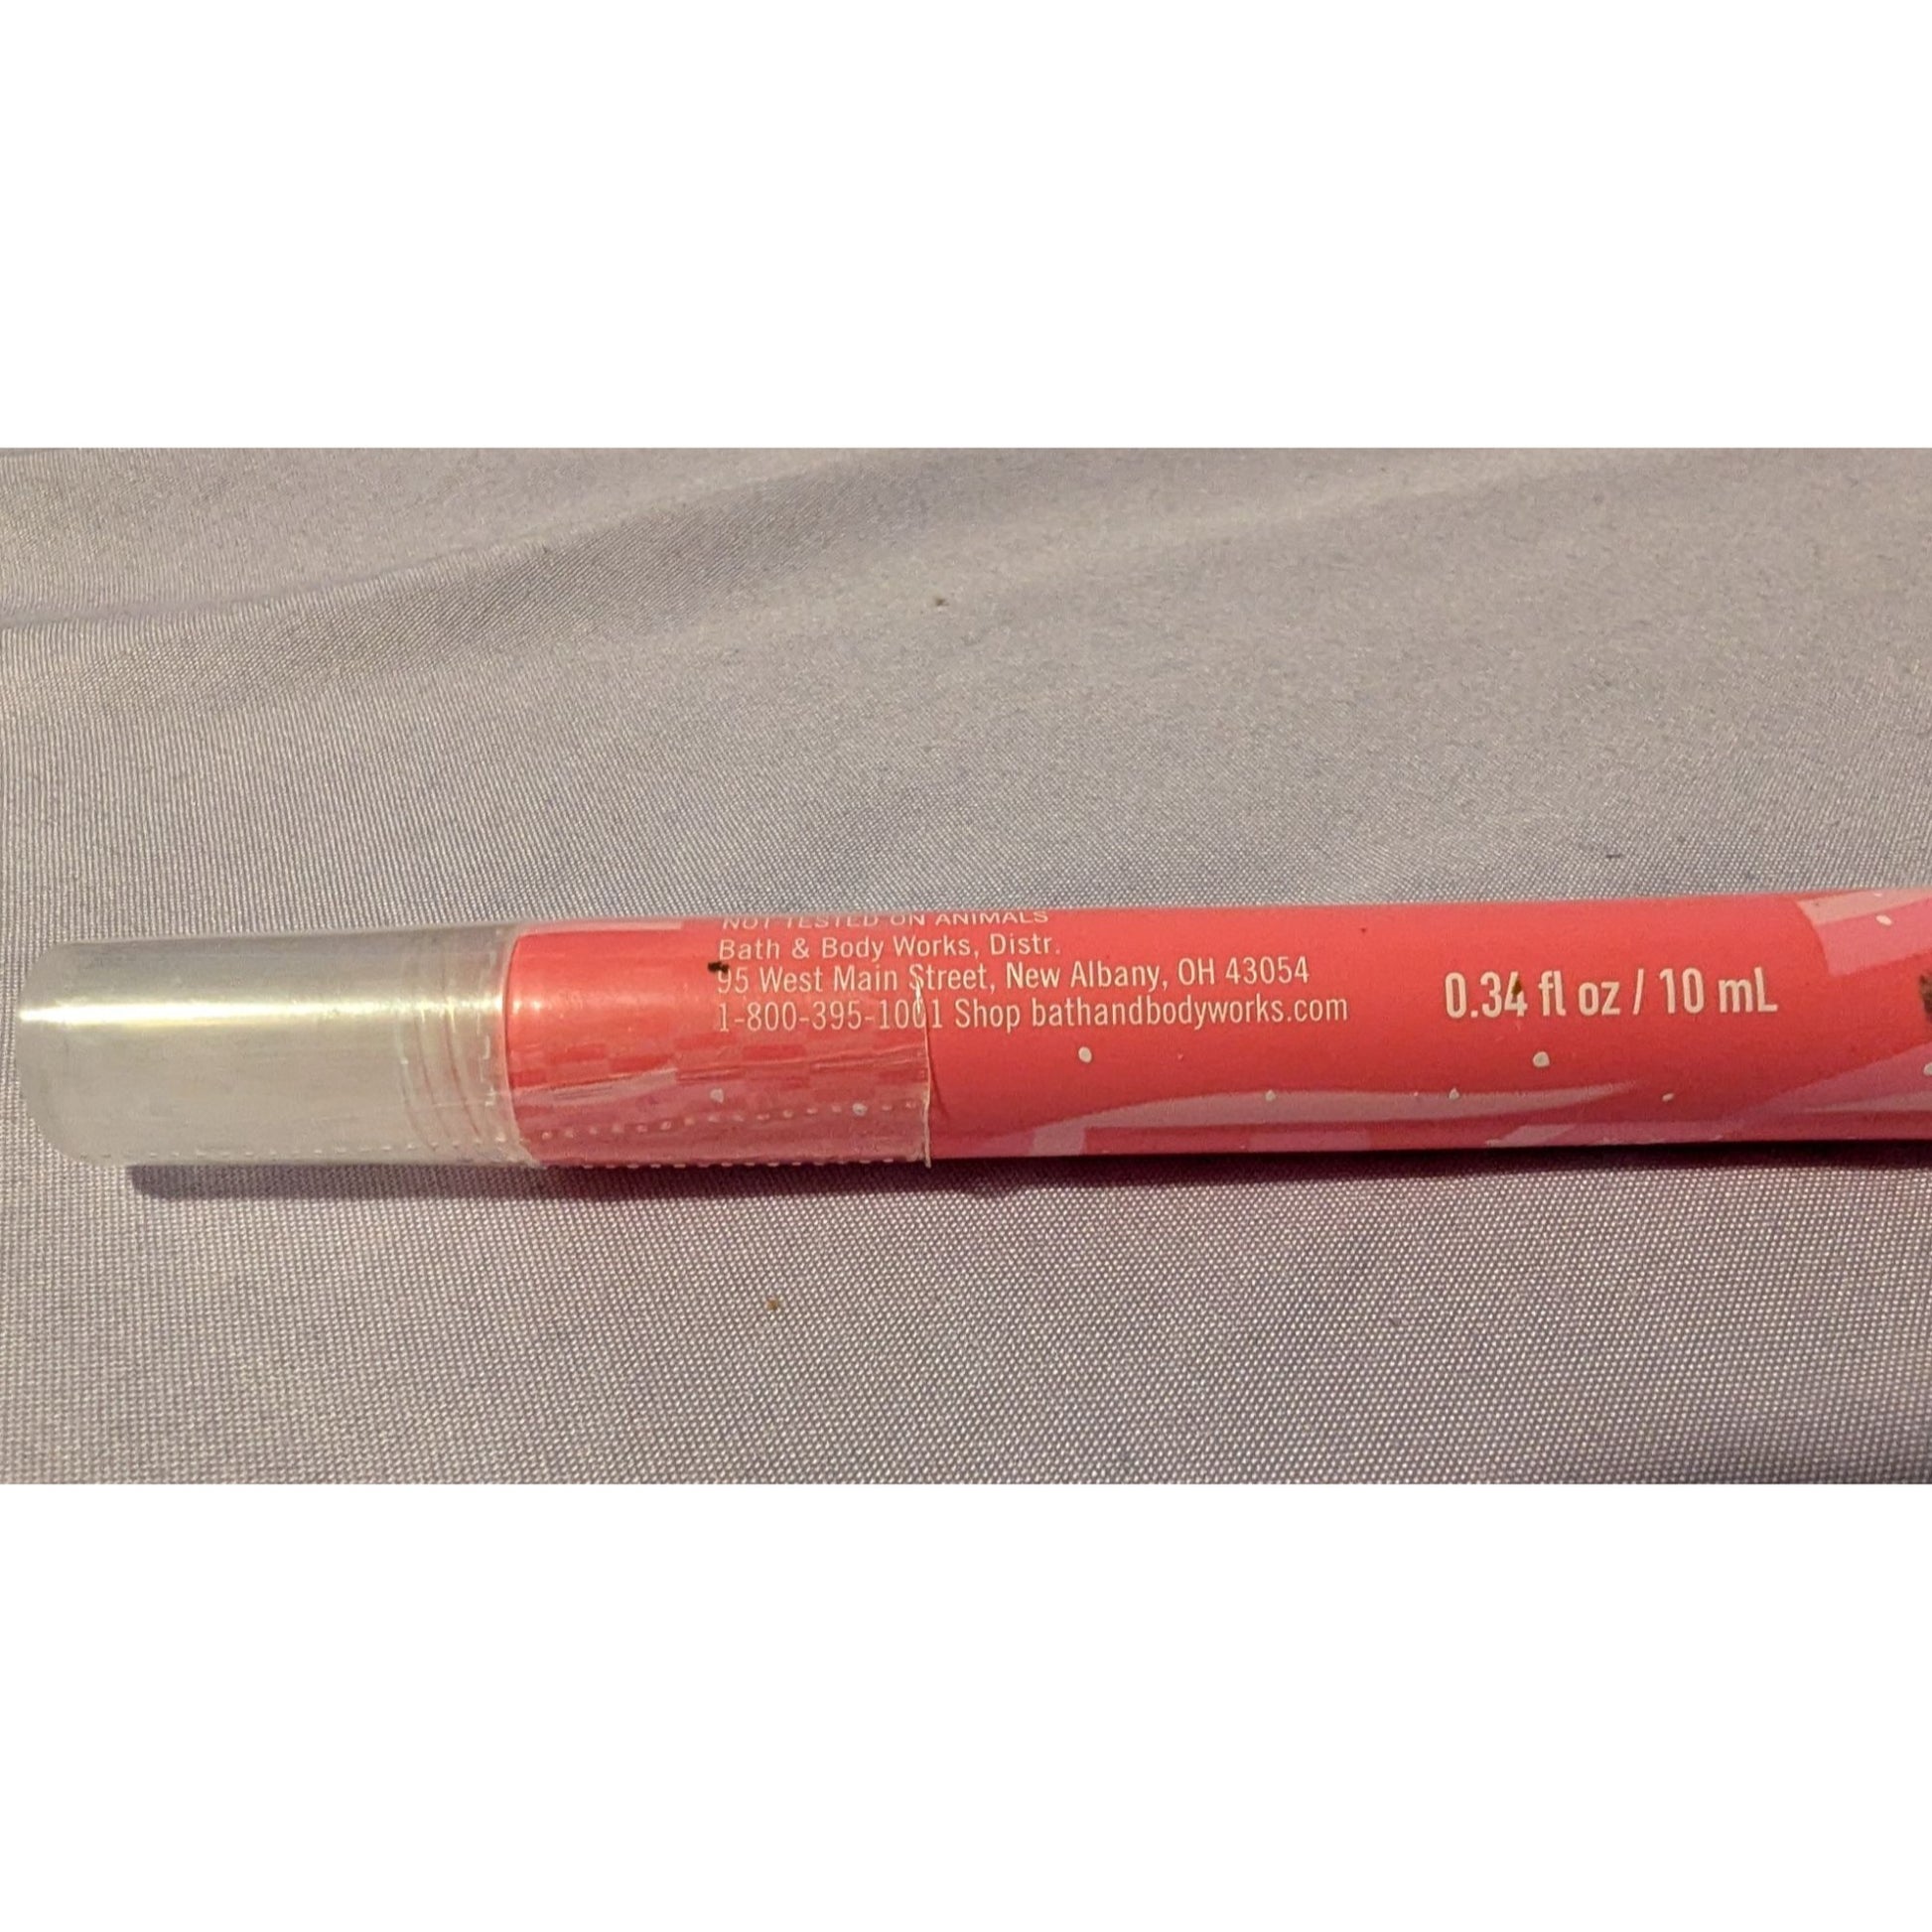 NOT TESTED ON ANIMALS
Bath & Body Works, Distr.
95 West Main Street, New Albany, OH 43054
1-800-395-1001 Shop bathandbodyworks.com
0.34 fl oz / 10 mL